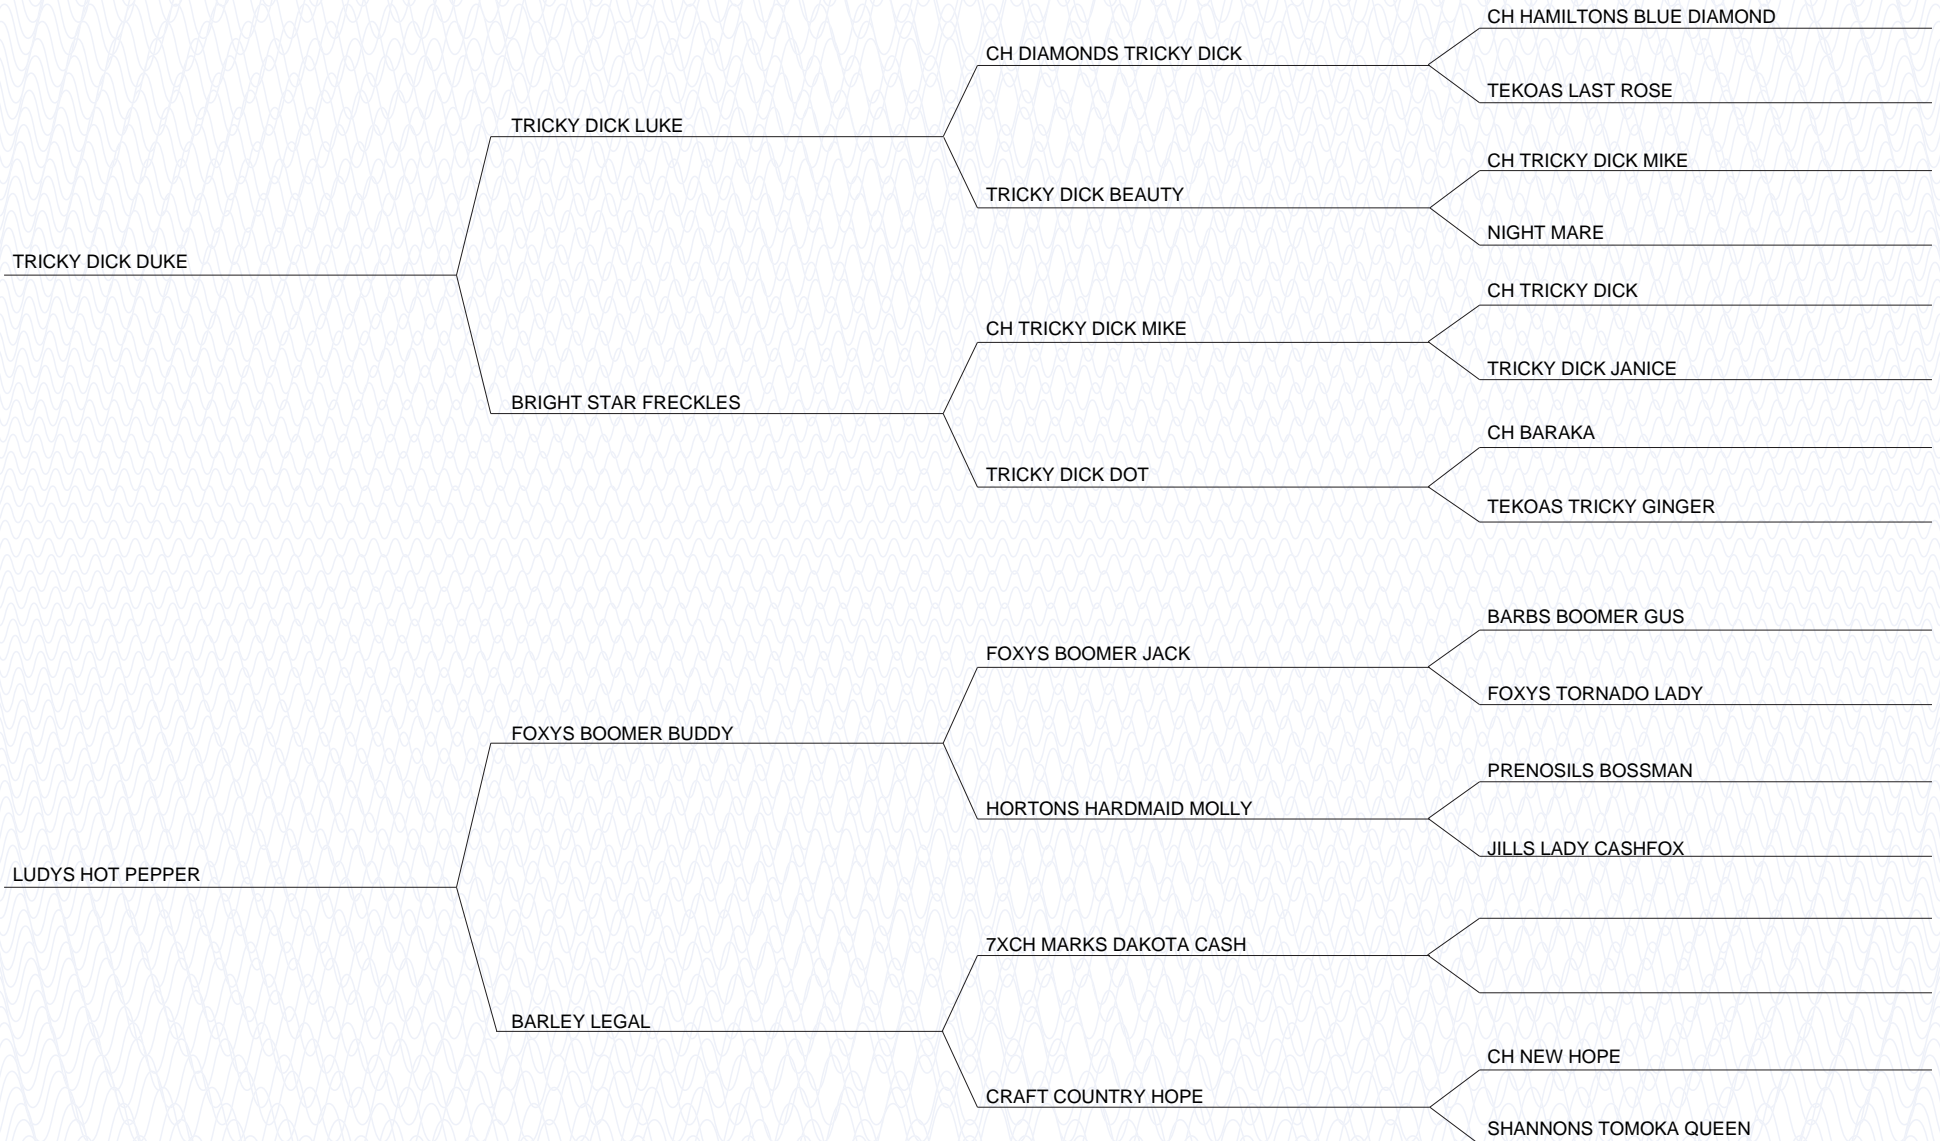 CH HAMILTONS BLUE DIAMOND
CH DIAMONDS TRICKY DICK
TEKOAS LAST ROSE
TRICKY DICK LUKE
CH TRICKY DICK MIKE
TRICKY DICK BEAUTY
NIGHT MARE
TRICKY DICK DUKE
CH TRICKY DICK
CH TRICKY DICK MIKE
TRICKY DICK JANICE
BRIGHT STAR FRECKLES
CH BARAKA
TRICKY DICK DOT
TEKOAS TRICKY GINGER
BARBS BOOMER GUS
FOXYS BOOMER JACK
FOXYS TORNADO LADY
FOXYS BOOMER BUDDY
PRENOSILS BOSSMAN
HORTONS HARDMAID MOLLY
JILLS LADY CASHFOX
LUDYS HOT PEPPER
7XCH MARKS DAKOTA CASH
BARLEY LEGAL
CH NEW HOPE
CRAFT COUNTRY HOPE
SHANNONS TOMOKA QUEEN